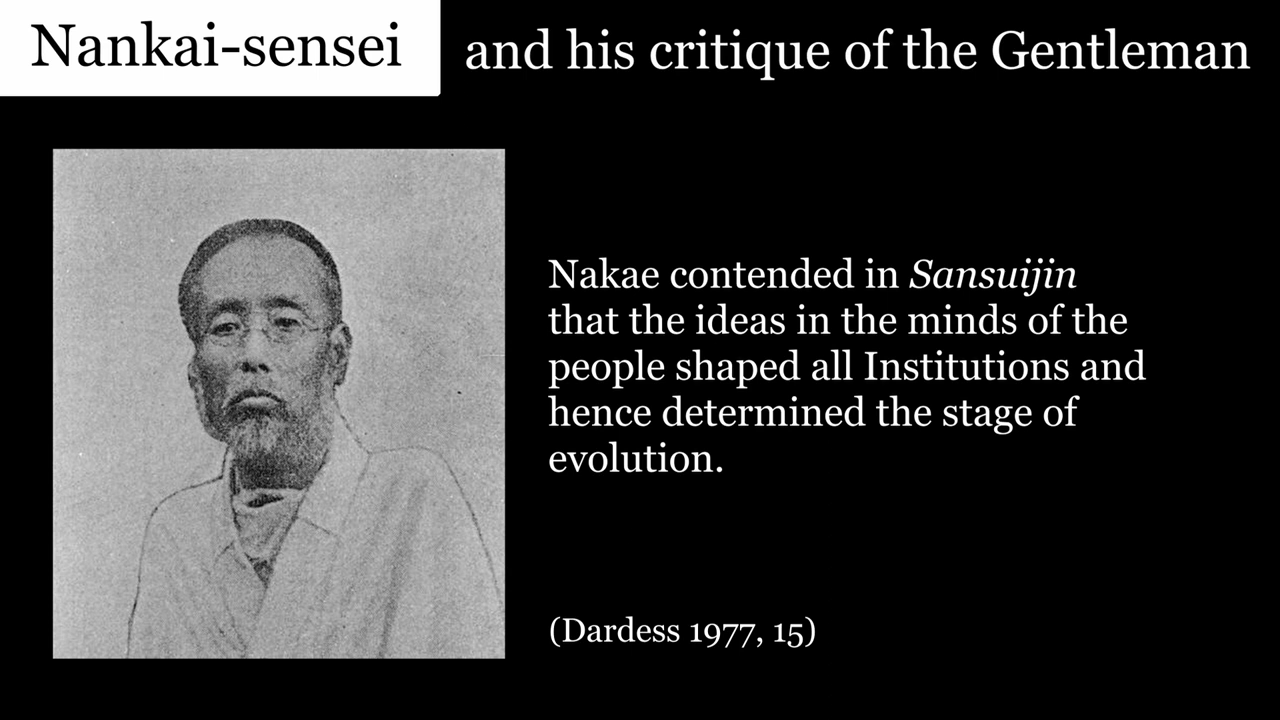 Nankai-sensei and his critique of the Gentleman
Nakae contended in Sansuijin
that the ideas in the minds of the
people shaped all Institutions and
hence determined the stage of
evolution.
(Dardess 1977, 15)